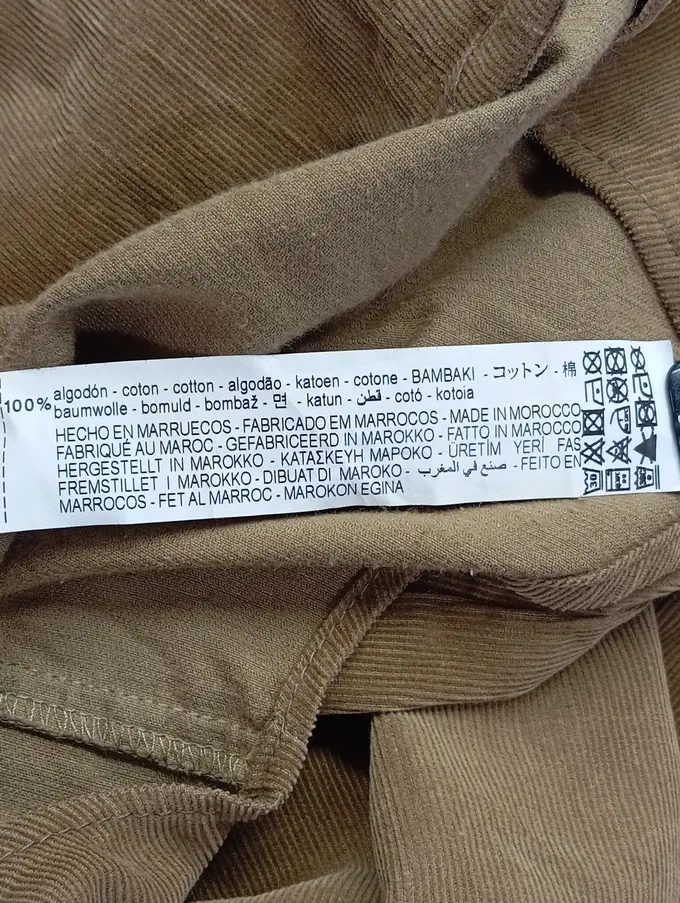 100% algodón - coton - cotton - algodão - katoen - cotone - BAMBAKI - コットン - 棉
baumwolle - bomuld - bombaž - 면 - katun - قطن - cotó - kotoia
HECHO EN MARRUECOS - FABRICADO EM MARROCOS - MADE IN MOROCCO
FABRIQUÉ AU MAROC - GEFABRICEERD IN MAROKKO - FATTO IN MAROCCO
HERGESTELLT IN MAROKKO - ΚΑΤΑΣΚΕΥΗ ΜΑΡΟΚΟ - ÜRETİM YERİ FAS
FREMSTILLET I MAROKKO - DIBUAT DI MAROKO - صنع في المغرب - FEITO EN
MARROCOS - FET AL MARROC - MAROKON EGINA
30